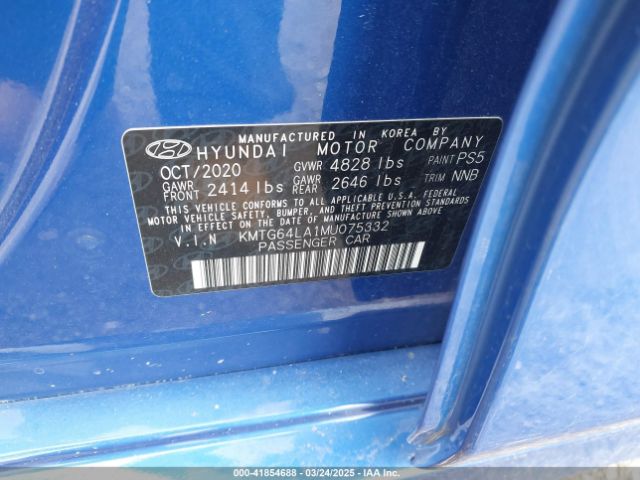 MANUFACTURED IN KOREA BY
HYUNDAI MOTOR COMPANY
OCT/2020 GVWR 4828 lbs PAINT PS5
GAWR FRONT 2414 lbs GAWR REAR 2646 lbs TRIM NNB
THIS VEHICLE CONFORMS TO ALL APPLICABLE U.S.A. FEDERAL
MOTOR VEHICLE SAFETY, BUMPER, AND THEFT PREVENTION STANDARDS
IN EFFECT ON THE DATE OF MANUFACTURE SHOWN ABOVE.
V.I.N KMTG64LA1MU075332
PASSENGER CAR
000-41854688 - 03/24/2025 - IAA Inc.